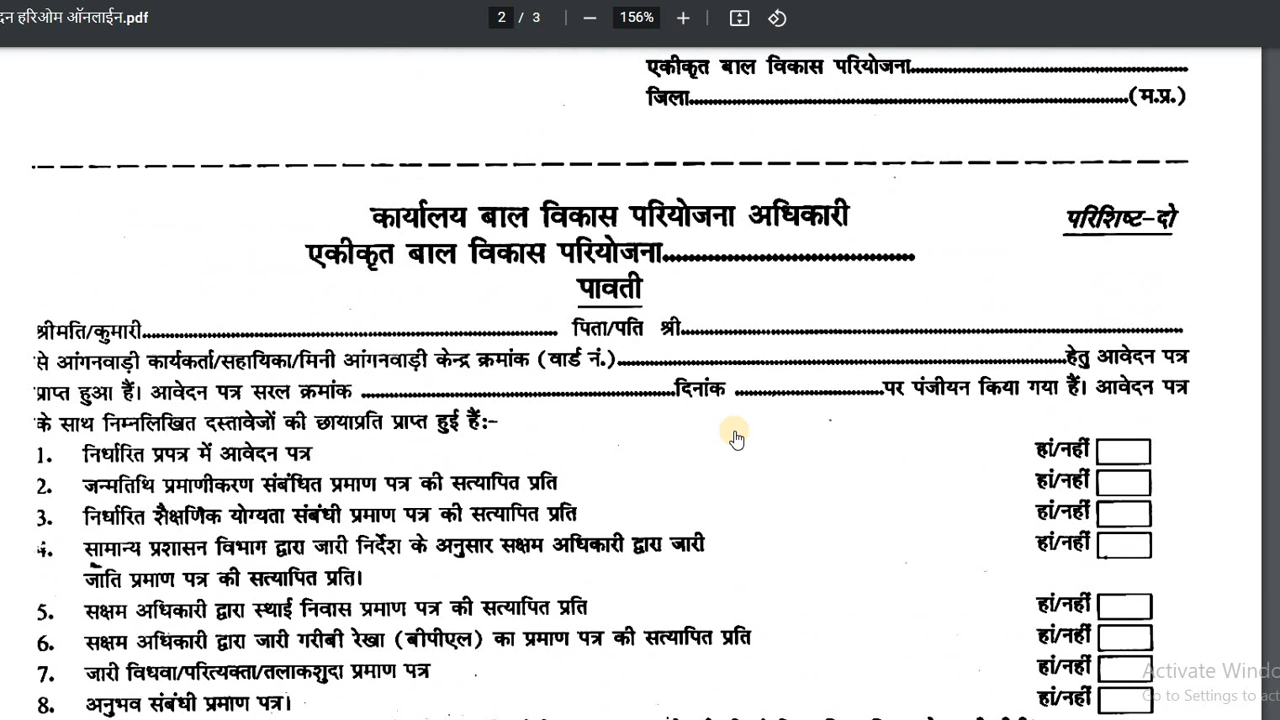 दन हरिओम ऑनलाईन.pdf
2 / 3
156%
एकीकृत बाल विकास परियोजना
जिला (म.प्र.)
कार्यालय बाल विकास परियोजना अधिकारी
परिशिष्ट-दो
एकीकृत बाल विकास परियोजना
पावती
श्रीमति/कुमारी पिता/पति श्री
से आंगनवाड़ी कार्यकर्ता/सहायिका/मिनी आंगनवाड़ी केन्द्र क्रमांक (वार्ड नं.) हेतु आवेदन पत्र
प्राप्त हुआ हैं। आवेदन पत्र सरल क्रमांक दिनांक पर पंजीयन किया गया हैं। आवेदन पत्र
के साथ निम्नलिखित दस्तावेजों की छायाप्रति प्राप्त हुई हैं:-
1. निर्धारित प्रपत्र में आवेदन पत्र हां/नहीं
2. जन्मतिथि प्रमाणीकरण संबंधित प्रमाण पत्र की सत्यापित प्रति हां/नहीं
3. निर्धारित शैक्षणिक योग्यता संबंधी प्रमाण पत्र की सत्यापित प्रति हां/नहीं
4. सामान्य प्रशासन विभाग द्वारा जारी निर्देश के अनुसार सक्षम अधिकारी द्वारा जारी हां/नहीं
जाति प्रमाण पत्र की सत्यापित प्रति।
5. सक्षम अधिकारी द्वारा स्थाई निवास प्रमाण पत्र की सत्यापित प्रति हां/नहीं
6. सक्षम अधिकारी द्वारा जारी गरीबी रेखा (बीपीएल) का प्रमाण पत्र की सत्यापित प्रति हां/नहीं
7. जारी विधवा/परित्यक्ता/तलाकशुदा प्रमाण पत्र हां/नहीं
8. अनुभव संबंधी प्रमाण पत्र। हां/नहीं
Activate Windo
Go to Settings to act